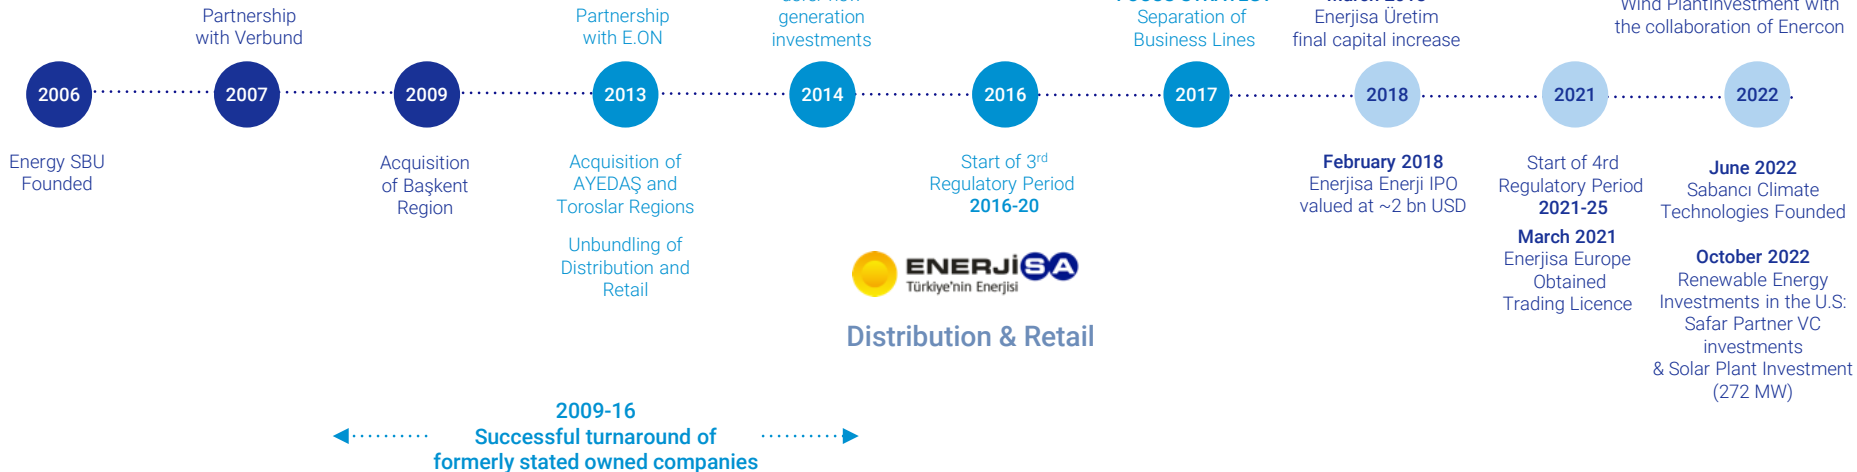 Partnership
with Verbund
Partnership
with E.ON
generation
investments
Separation of
Business Lines
Enerjisa Üretim
final capital increase
Wind PlantInvestment with
the collaboration of Enercon
2006
2007
2009
2013
2014
2016
2017
2018
2021
2022
Energy SBU
Founded
Acquisition
of Başkent
Region
Acquisition of
AYEDAŞ and
Toroslar Regions
Unbundling of
Distribution and
Retail
Start of 3rd
Regulatory Period
2016-20
ENERJİSA
Türkiye'nin Enerjisi
Distribution & Retail
February 2018
Enerjisa Enerji IPO
valued at ~2 bn USD
Start of 4rd
Regulatory Period
2021-25
March 2021
Enerjisa Europe
Obtained
Trading Licence
June 2022
Sabancı Climate
Technologies Founded
October 2022
Renewable Energy
Investments in the U.S:
Safar Partner VC
investments
& Solar Plant Investment
(272 MW)
2009-16
Successful turnaround of
formerly stated owned companies